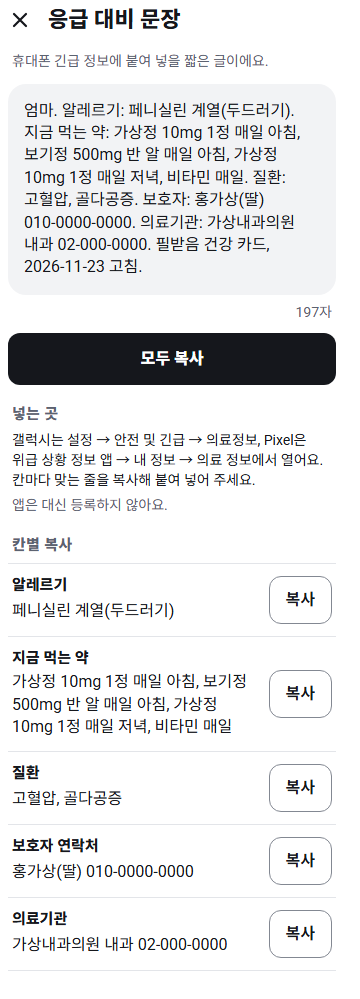 응급 대비 문장
휴대폰 긴급 정보에 붙여 넣을 짧은 글이에요.
엄마. 알레르기: 페니실린 계열(두드러기).
지금 먹는 약: 가상정 10mg 1정 매일 아침,
보기정 500mg 반 알 매일 아침, 가상정
10mg 1정 매일 저녁, 비타민 매일. 질환:
고혈압, 골다공증. 보호자: 홍가상(딸)
010-0000-0000. 의료기관: 가상내과의원
내과 02-000-0000. 필받음 건강 카드,
2026-11-23 고침.
197자
모두 복사
넣는 곳
갤럭시는 설정 → 안전 및 긴급 → 의료정보, Pixel은
위급 상황 정보 앱 → 내 정보 → 의료 정보에서 열어요.
칸마다 맞는 줄을 복사해 붙여 넣어 주세요.
앱은 대신 등록하지 않아요.
칸별 복사
알레르기
페니실린 계열(두드러기)
복사
지금 먹는 약
가상정 10mg 1정 매일 아침, 보기정
500mg 반 알 매일 아침, 가상정
10mg 1정 매일 저녁, 비타민 매일
복사
질환
고혈압, 골다공증
복사
보호자 연락처
홍가상(딸) 010-0000-0000
복사
의료기관
가상내과의원 내과 02-000-0000
복사